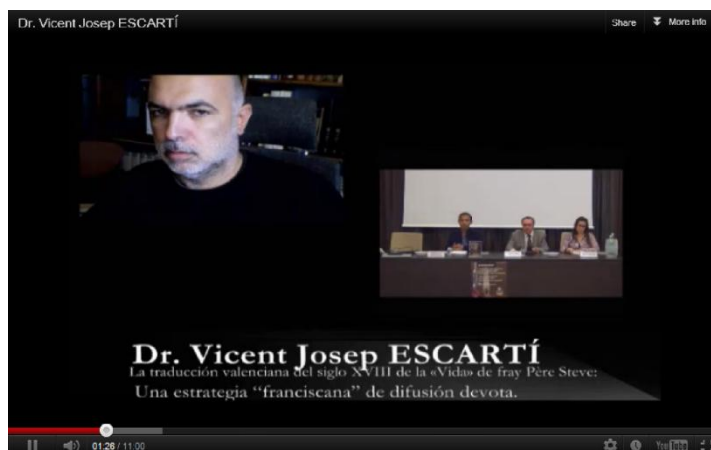 Dr. Vicent Josep ESCARTÍ
Share
More info
Dr. Vicent Josep ESCARTÍ
La traducción valenciana del siglo XVIII de la «Vida» de fray Père Steve:
Una estrategia “franciscana” de difusión devota.
01:26 / 11:00
YouTube